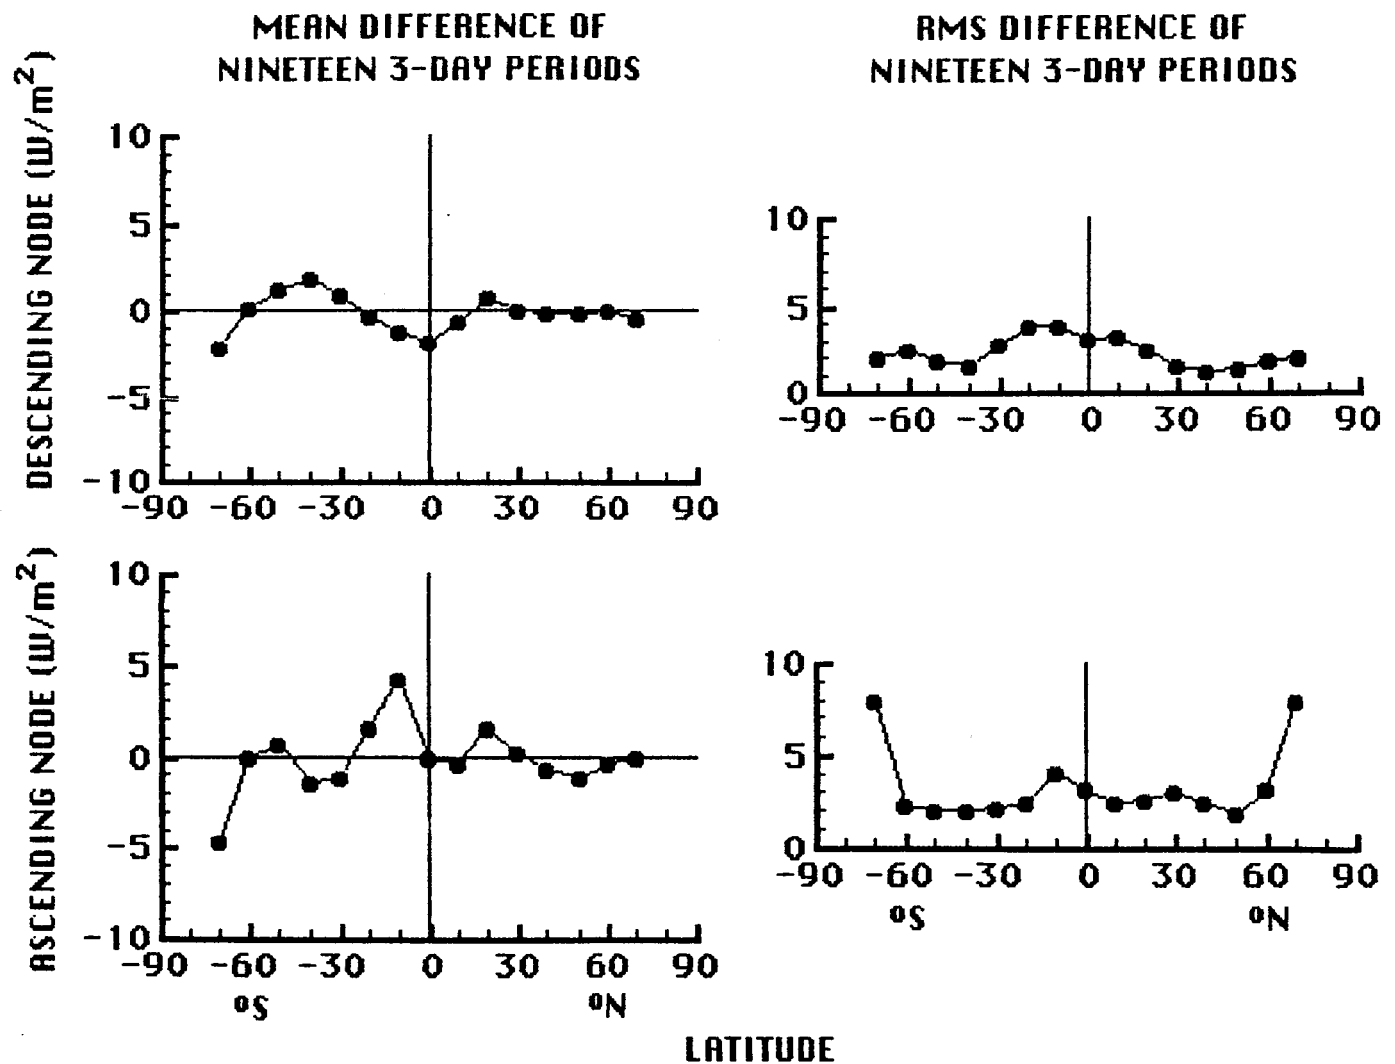 MEAN DIFFERENCE OF
NINETEEN 3-DAY PERIODS
RMS DIFFERENCE OF
NINETEEN 3-DAY PERIODS
DESCENDING NODE (W/m²)
10
5
0
-5
-10
-90 -60 -30 0 30 60 90
10
5
0
-90 -60 -30 0 30 60 90
ASCENDING NODE (W/m²)
10
5
0
-5
-10
-90 -60 -30 0 30 60 90
°S °N
10
5
0
-90 -60 -30 0 30 60 90
°S °N
LATITUDE